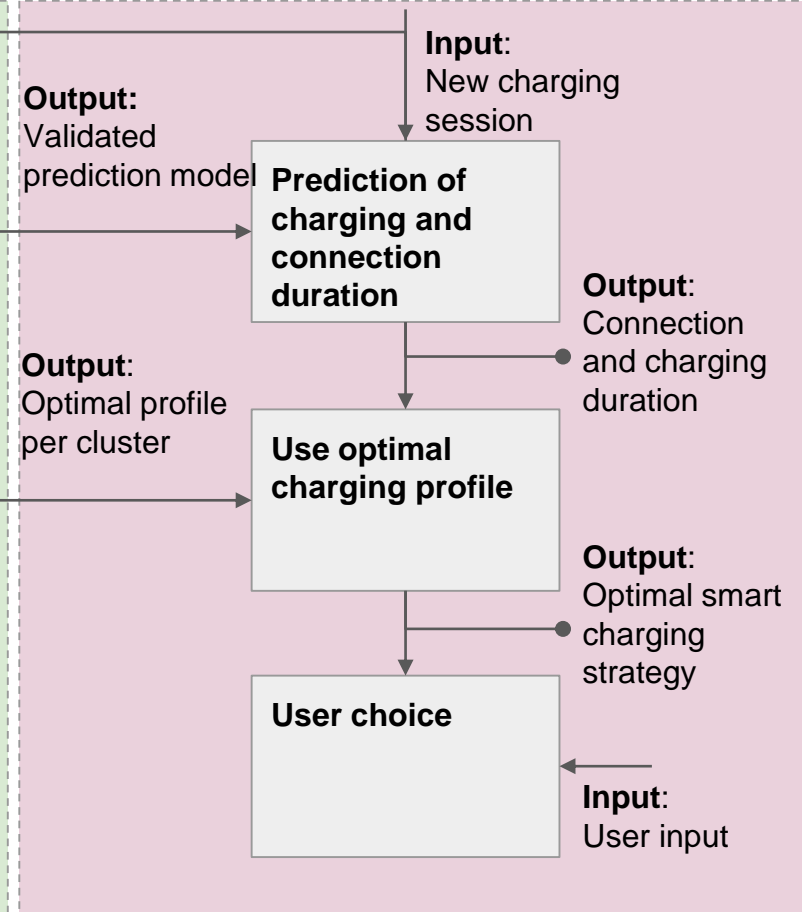 Input:
New charging
session
Output:
Validated
prediction model
Prediction of
charging and
connection
duration
Output:
Connection
and charging
duration
Output:
Optimal profile
per cluster
Use optimal
charging profile
Output:
Optimal smart
charging
strategy
User choice
Input:
User input